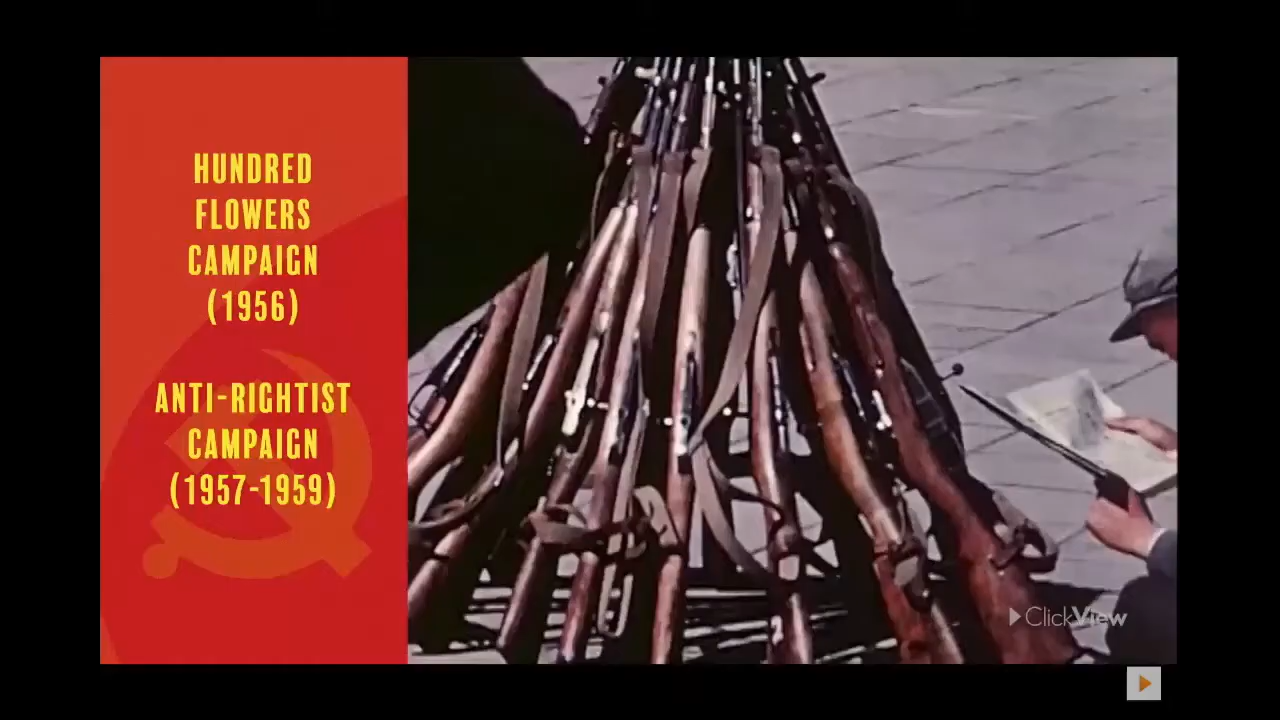 HUNDRED
FLOWERS
CAMPAIGN
(1956)
ANTI-RIGHTIST
CAMPAIGN
(1957-1959)
ClickView